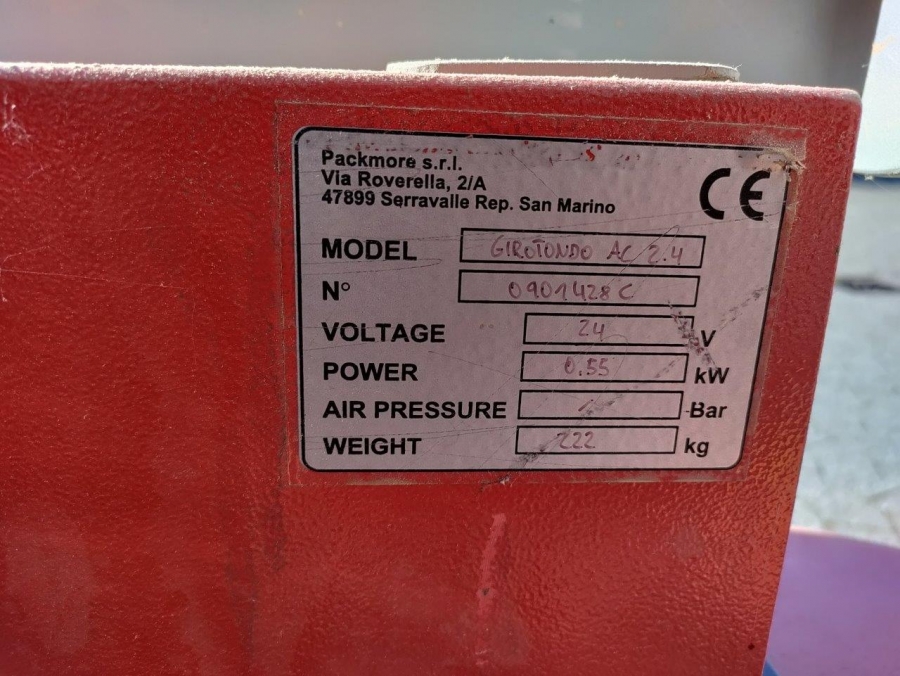 Packmore s.r.l.
Via Roverella, 2/A
47899 Serravalle Rep. San Marino
CE
MODEL GIROTONDO AC 2.4
N° 0901428C
VOLTAGE 24 V
POWER 0.55 kW
AIR PRESSURE - Bar
WEIGHT 222 kg